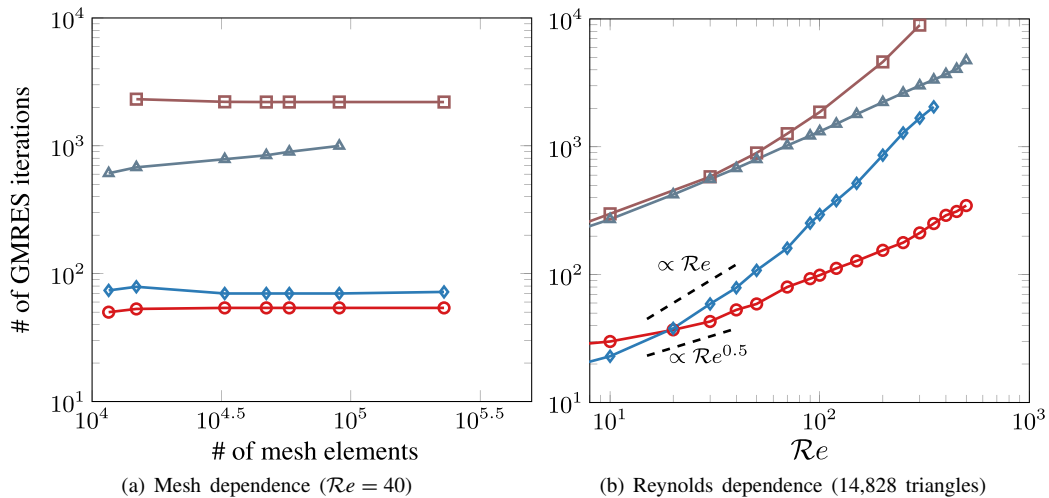 10^4
10^3
10^2
10^1
# of GMRES iterations
10^4
10^4.5
10^5
10^5.5
# of mesh elements
(a) Mesh dependence (Re = 40)
10^4
10^3
10^2
10^1
∝ Re
∝ Re^0.5
10^1
10^2
10^3
Re
(b) Reynolds dependence (14,828 triangles)